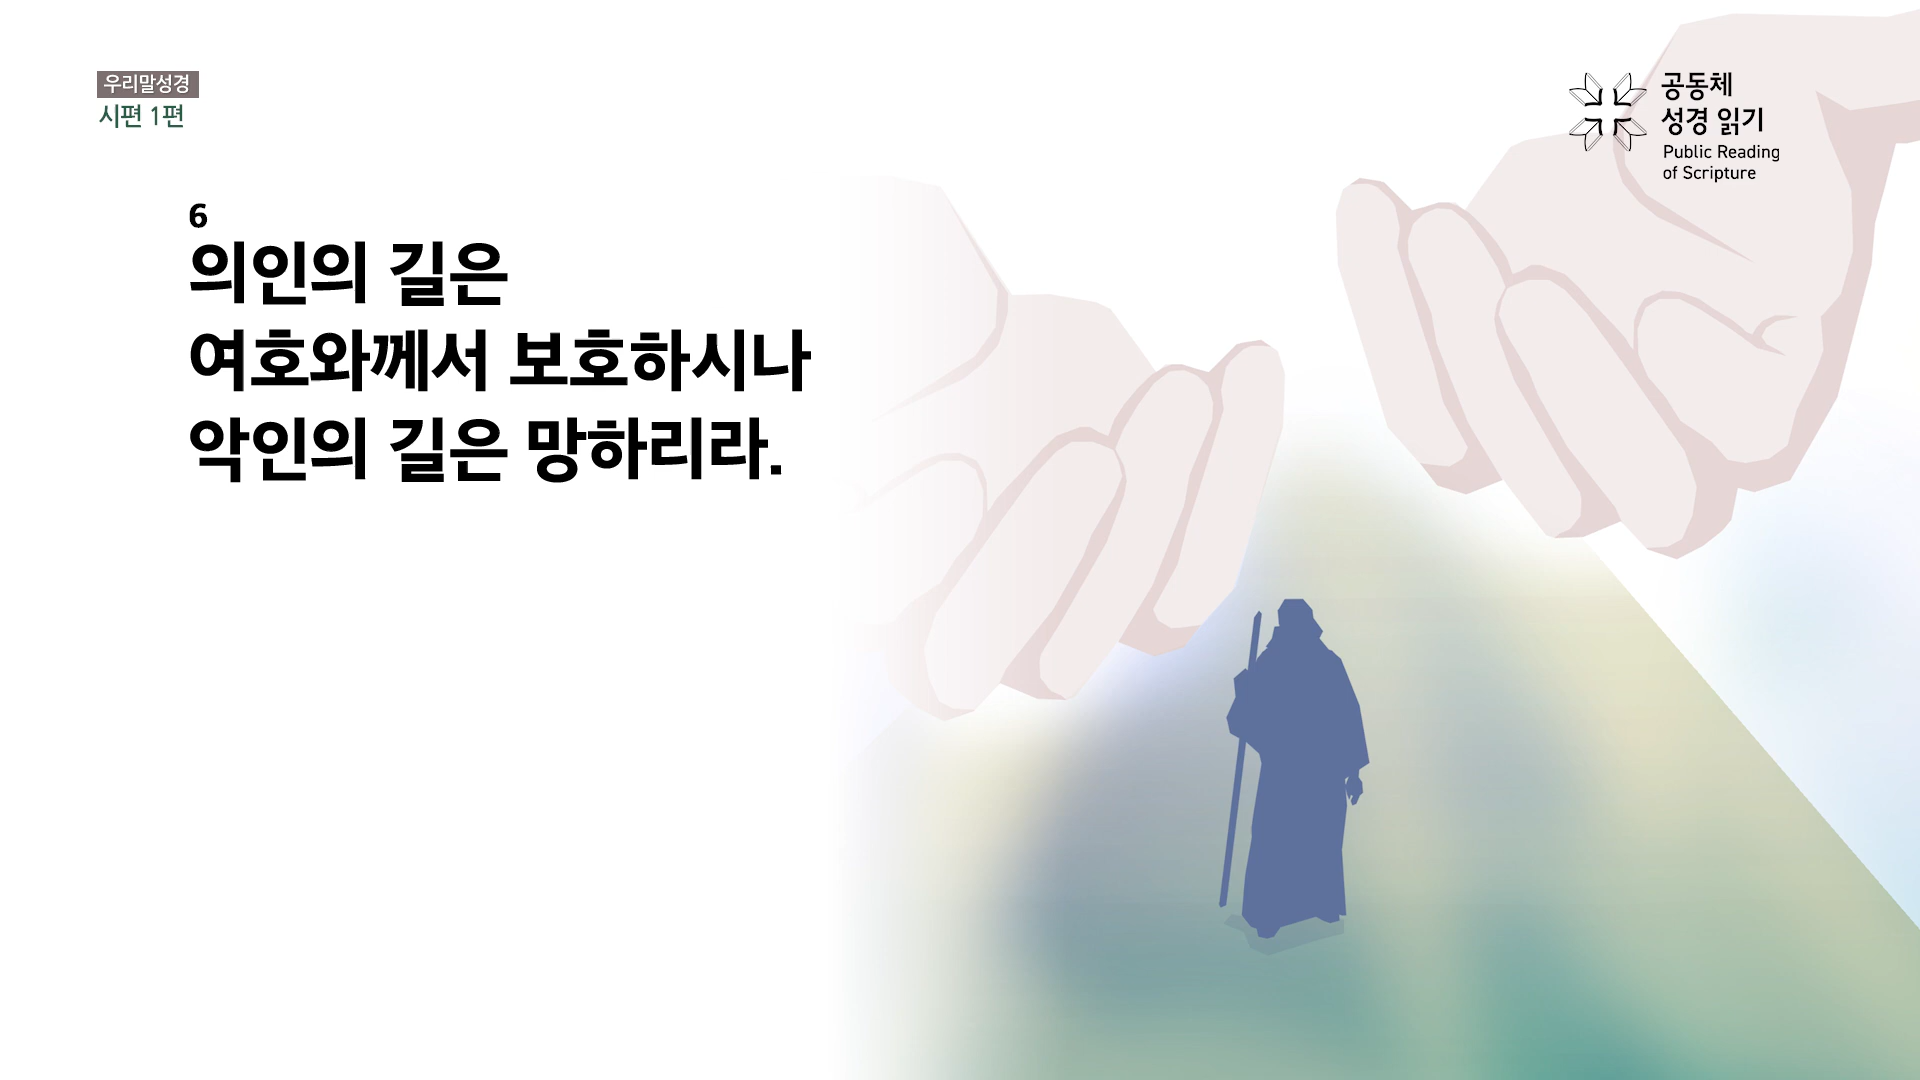 우리말성경
시편 1편
공동체
성경 읽기
Public Reading
of Scripture
6
의인의 길은
여호와께서 보호하시나
악인의 길은 망하리라.